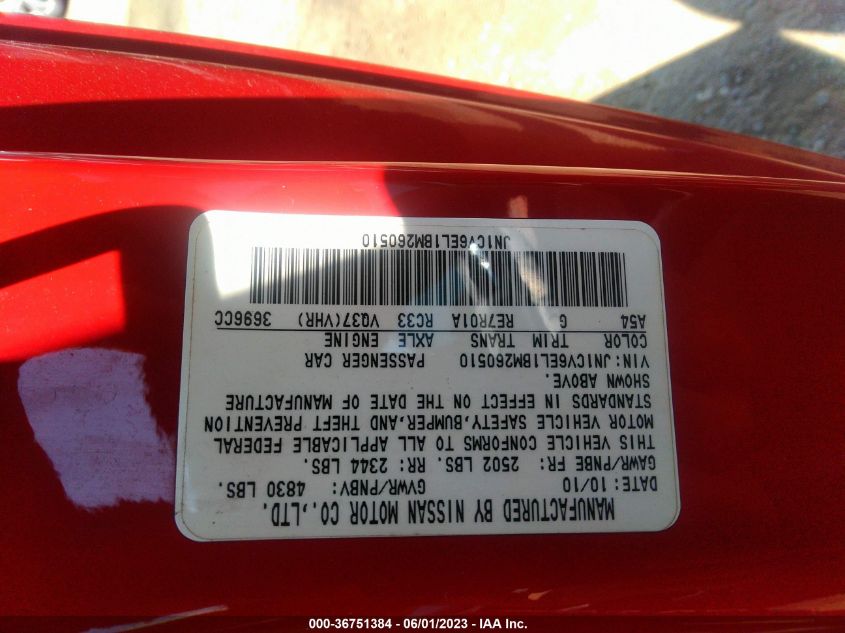 MANUFACTURED BY NISSAN MOTOR CO.,LTD.
DATE: 10/10 GVWR/PNBV: 4830 LBS.
GAWR/PNBE FR: 2502 LBS. RR: 2344 LBS.
THIS VEHICLE CONFORMS TO ALL APPLICABLE FEDERAL
MOTOR VEHICLE SAFETY,BUMPER,AND THEFT PREVENTION
STANDARDS IN EFFECT ON THE DATE OF MANUFACTURE
SHOWN ABOVE.
VIN: JN1CV6EL1BM260510 PASSENGER CAR
COLOR TRIM TRANS AXLE ENGINE
A54 G RE7R01A RC33 VQ37(VHR) 3696CC
JN1CV6EL1BM260510
000-36751384 - 06/01/2023 - IAA Inc.